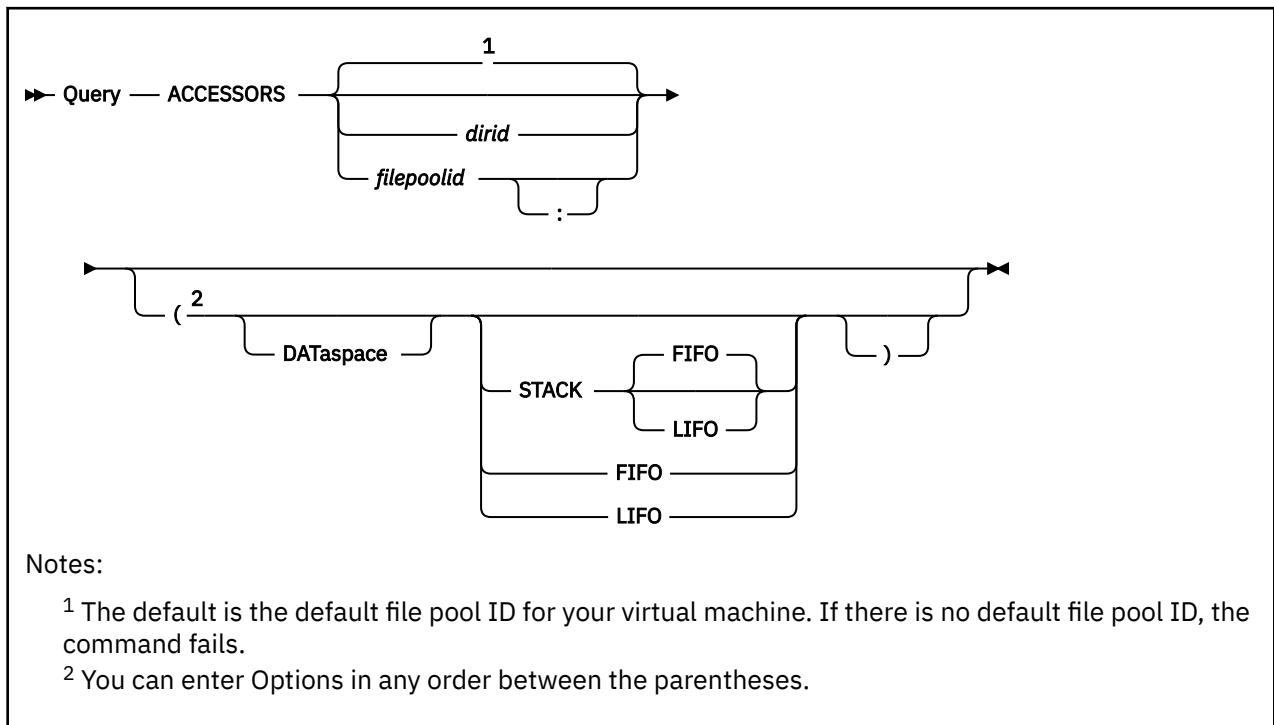 1
Query ACCESSORS
dirid
filepoolid
:
( 2
DATaspace
FIFO
STACK
LIFO
)
FIFO
LIFO
Notes:
1 The default is the default file pool ID for your virtual machine. If there is no default file pool ID, the
command fails.
2 You can enter Options in any order between the parentheses.